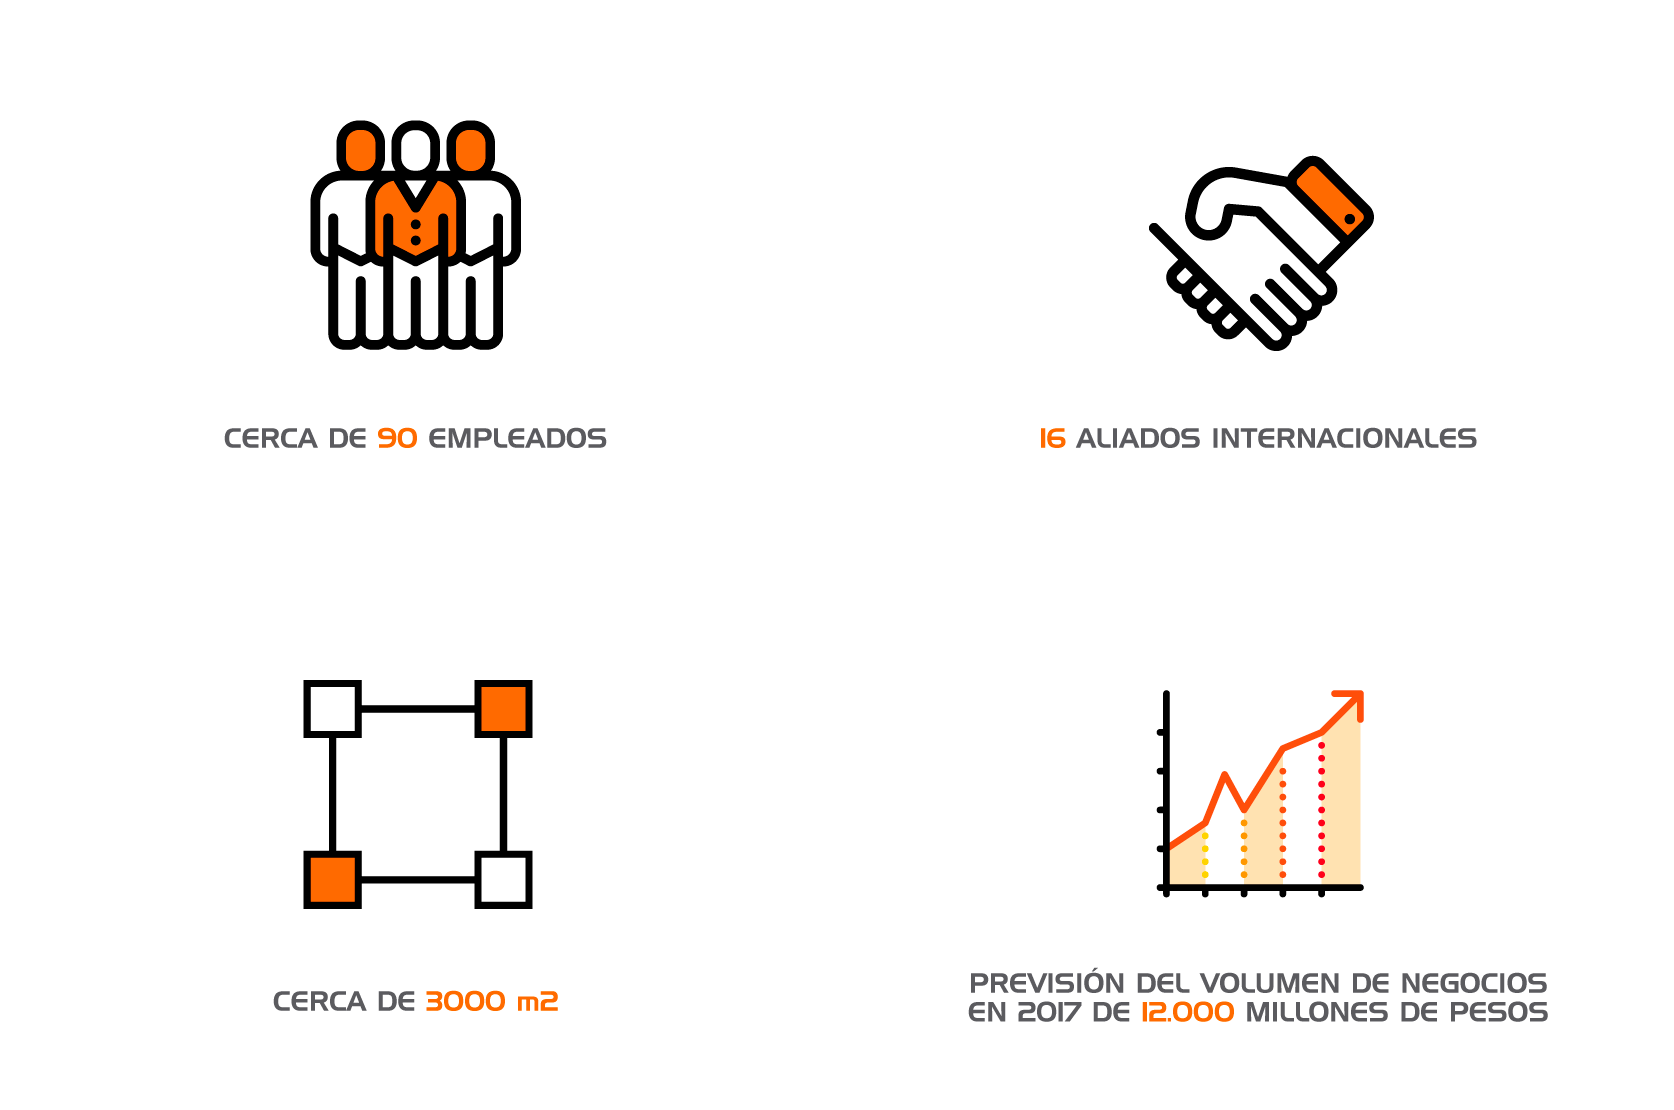 CERCA DE 90 EMPLEADOS
16 ALIADOS INTERNACIONALES
CERCA DE 3000 m2
PREVISIÓN DEL VOLUMEN DE NEGOCIOS
EN 2017 DE 12.000 MILLONES DE PESOS